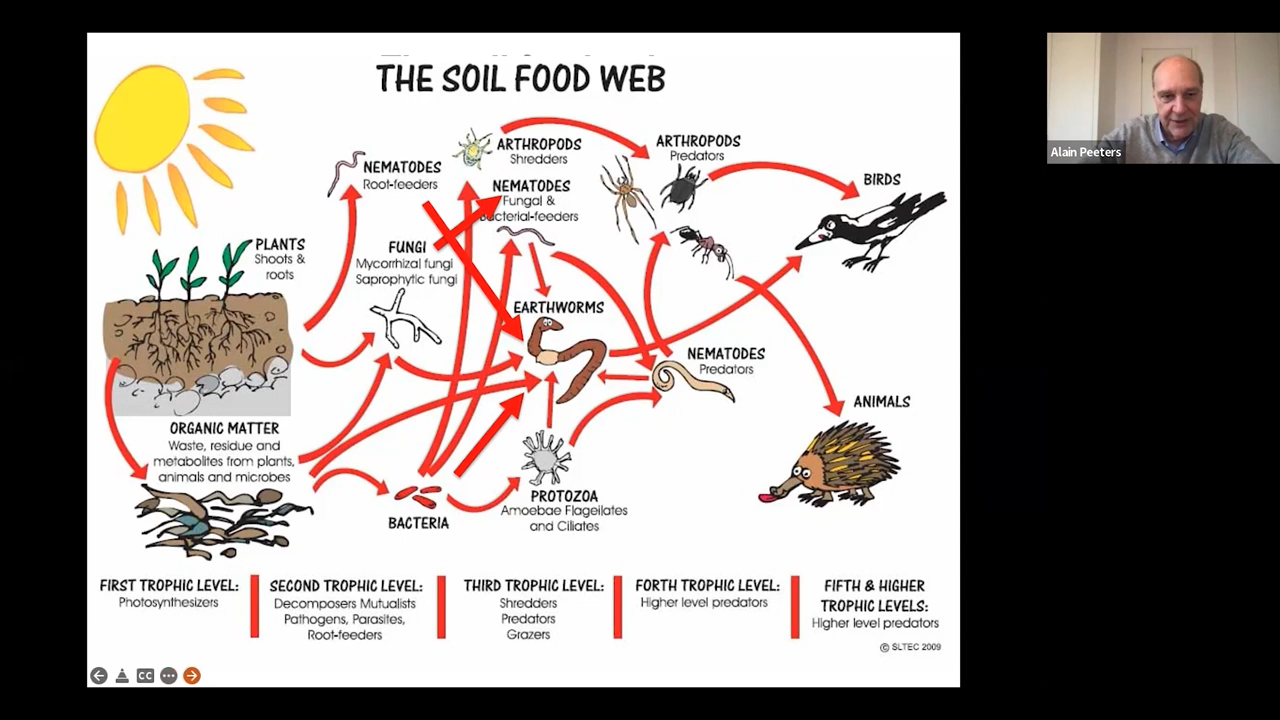 THE SOIL FOOD WEB
NEMATODES
Root-feeders
ARTHROPODS
Shredders
NEMATODES
Fungal &
Bacterial-feeders
ARTHROPODS
Predators
BIRDS
PLANTS
Shoots &
roots
FUNGI
Mycorrhizal fungi
Saprophytic fungi
EARTHWORMS
NEMATODES
Predators
ANIMALS
ORGANIC MATTER
Waste, residue and
metabolites from plants,
animals and microbes
BACTERIA
PROTOZOA
Amoebae Flagellates
and Ciliates
FIRST TROPHIC LEVEL:
Photosynthesizers
SECOND TROPHIC LEVEL:
Decomposers Mutualists
Pathogens, Parasites,
Root-feeders
THIRD TROPHIC LEVEL:
Shredders
Predators
Grazers
FORTH TROPHIC LEVEL:
Higher level predators
FIFTH & HIGHER
TROPHIC LEVELS:
Higher level predators
© SLTEC 2009
CC
Alain Peeters